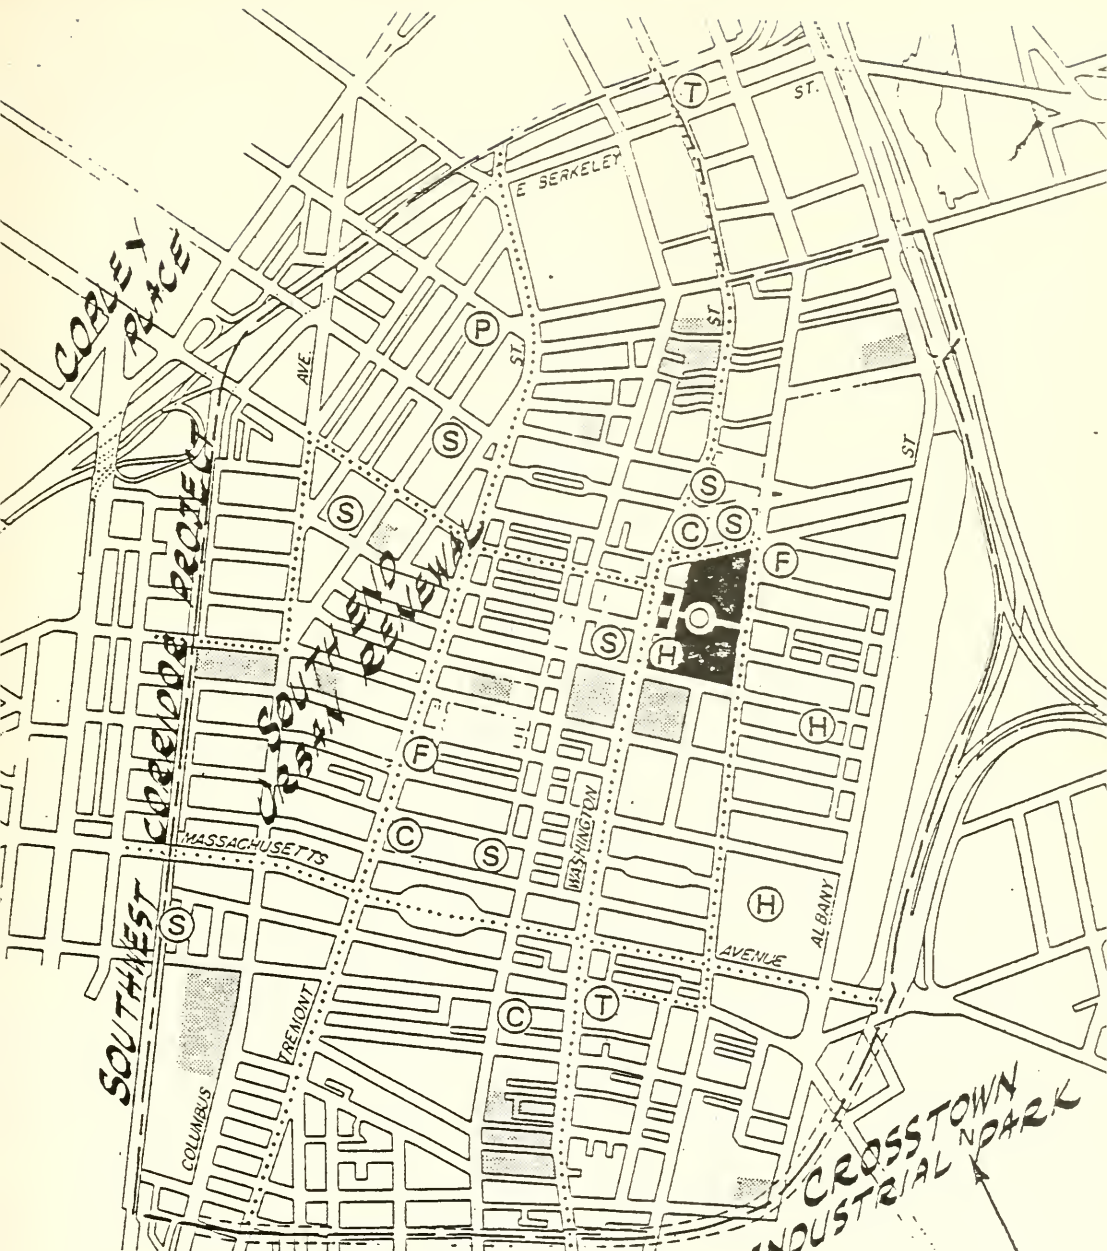 T
ST.
E BERKELEY
COPLEY
PLACE
ST
P
ST.
AVE.
S
ST
S
S
S
C
F
SOUTH END
URBAN RENEWAL
S
H
H
F
C
S
WASHINGTON
MASSACHUSETTS
H
ALBANY
S
AVENUE
SOUTHWEST CORRIDOR PROJECT
C
T
TREMONT
COLUMBUS
CROSSTOWN
INDUSTRIAL PARK
N